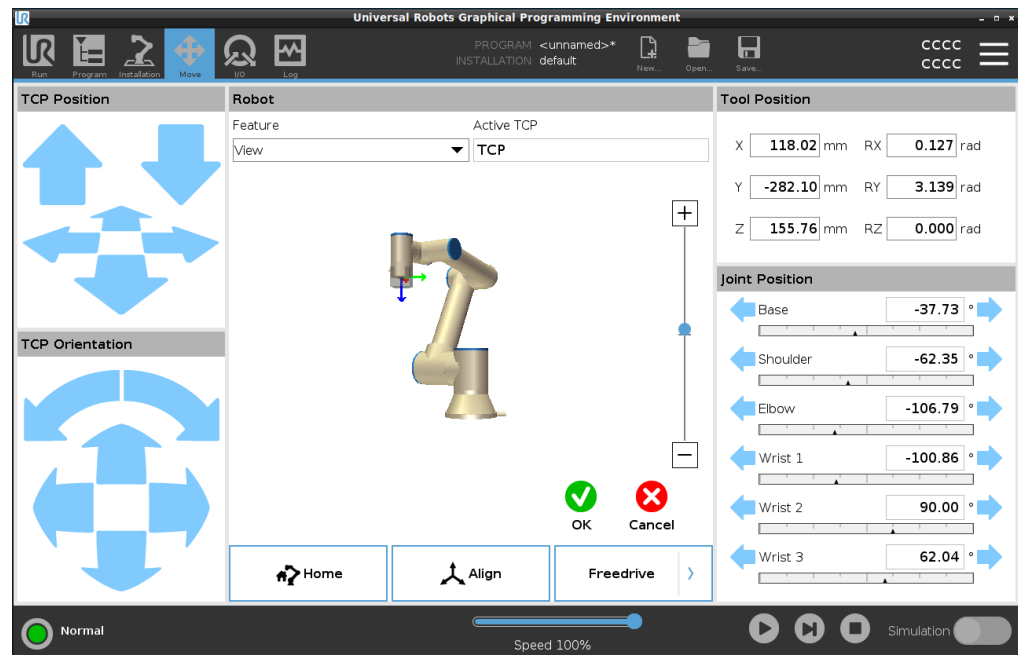 Universal Robots Graphical Programming Environment
UR
Run
Program
Installation
Move
I/O
Log
PROGRAM <unnamed>*
INSTALLATION default
New...
Open...
Save...
CCCC
CCCC
TCP Position
Robot
Feature
Active TCP
View
TCP
OK
Cancel
Home
Align
Freedrive
TCP Orientation
Tool Position
X 118.02 mm RX 0.127 rad
Y -282.10 mm RY 3.139 rad
Z 155.76 mm RZ 0.000 rad
Joint Position
Base -37.73 °
Shoulder -62.35 °
Elbow -106.79 °
Wrist 1 -100.86 °
Wrist 2 90.00 °
Wrist 3 62.04 °
Normal
Speed 100%
Simulation